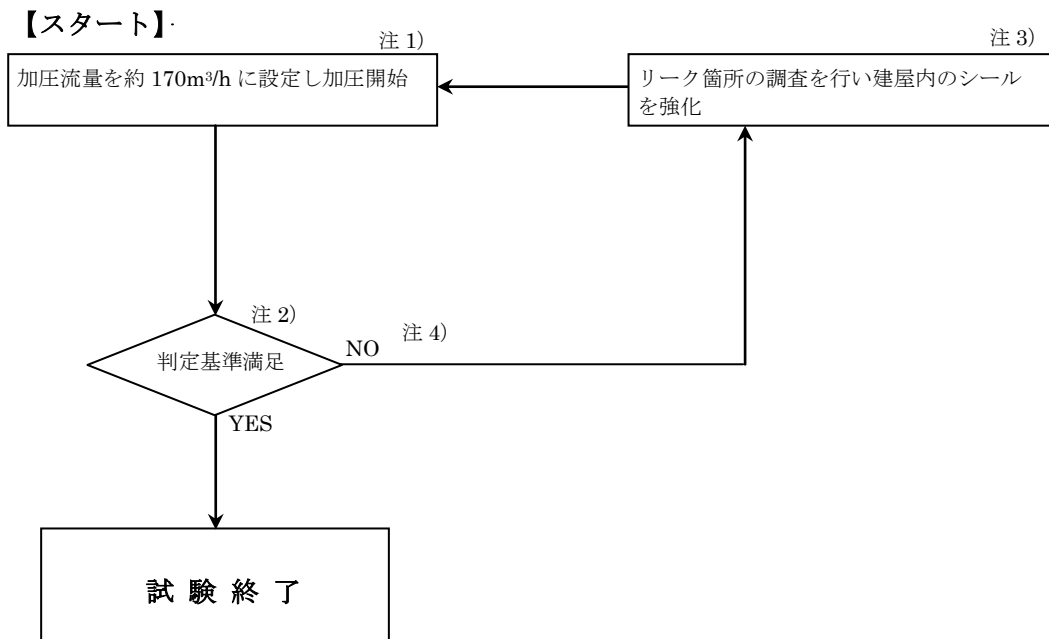 【スタート】
注 1)
加圧流量を約 170m³/h に設定し加圧開始
注 3)
リーク箇所の調査を行い建屋内のシール
を強化
注 2)
判定基準満足
NO
注 4)
YES
試 験 終 了